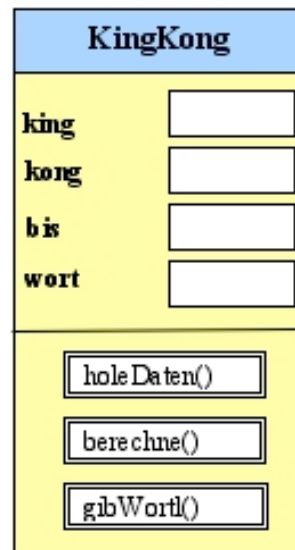 KingKong
king
kong
bis
wort
holeDaten()
berechne()
gibWortl()